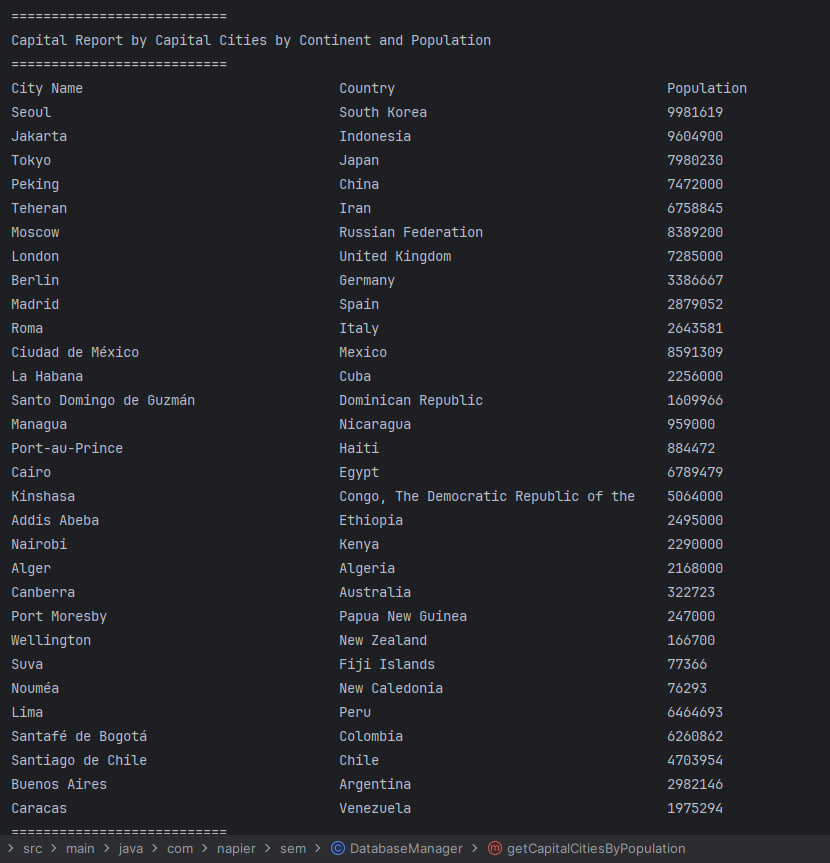 ===========================
Capital Report by Capital Cities by Continent and Population
===========================
City Name Country Population
Seoul South Korea 9981619
Jakarta Indonesia 9604900
Tokyo Japan 7980230
Peking China 7472000
Teheran Iran 6758845
Moscow Russian Federation 8389200
London United Kingdom 7285000
Berlin Germany 3386667
Madrid Spain 2879052
Roma Italy 2643581
Ciudad de México Mexico 8591309
La Habana Cuba 2256000
Santo Domingo de Guzmán Dominican Republic 1609966
Managua Nicaragua 959000
Port-au-Prince Haiti 884472
Cairo Egypt 6789479
Kinshasa Congo, The Democratic Republic of the 5064000
Addis Abeba Ethiopia 2495000
Nairobi Kenya 2290000
Alger Algeria 2168000
Canberra Australia 322723
Port Moresby Papua New Guinea 247000
Wellington New Zealand 166700
Suva Fiji Islands 77366
Nouméa New Caledonia 76293
Lima Peru 6464693
Santafé de Bogotá Colombia 6260862
Santiago de Chile Chile 4703954
Buenos Aires Argentina 2982146
Caracas Venezuela 1975294
===========================
> src > main > java > com > napier > sem > C DatabaseManager > m getCapitalCitiesByPopulation